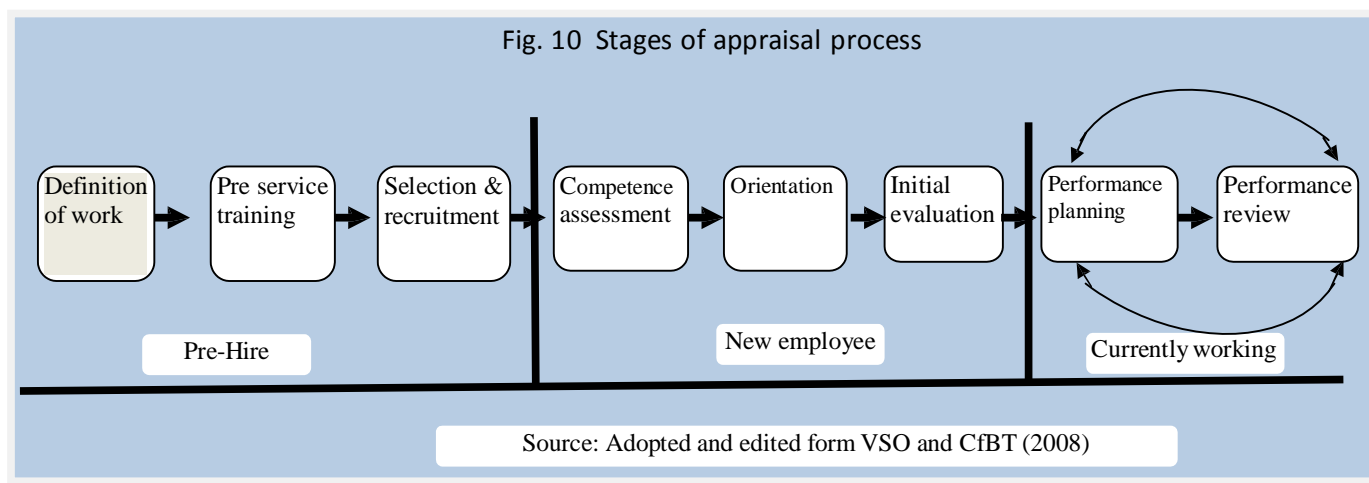 Fig. 10  Stages of appraisal process
Definition
of work
Pre service
training
Selection &
recruitment
Competence
assessment
Orientation
Initial
evaluation
Performance
planning
Performance
review
Pre-Hire
New employee
Currently working
Source: Adopted and edited form VSO and CfBT (2008)